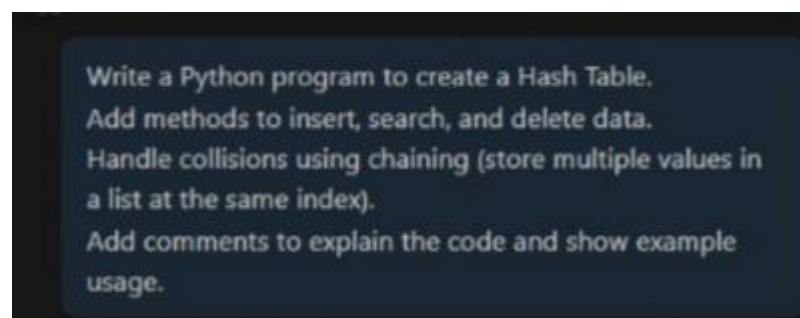 Write a Python program to create a Hash Table.
Add methods to insert, search, and delete data.
Handle collisions using chaining (store multiple values in
a list at the same index).
Add comments to explain the code and show example
usage.